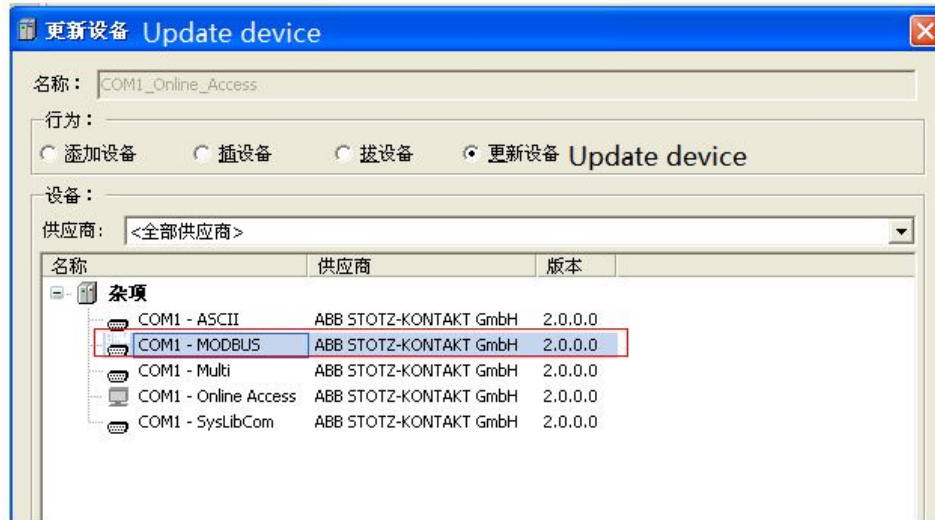 更新设备 Update device
名称： COM1_Online_Access
行为：
添加设备 插设备 拔设备 更新设备 Update device
设备：
供应商: <全部供应商>
名称 供应商 版本
杂项
COM1 - ASCII ABB STOTZ-KONTAKT GmbH 2.0.0.0
COM1 - MODBUS ABB STOTZ-KONTAKT GmbH 2.0.0.0
COM1 - Multi ABB STOTZ-KONTAKT GmbH 2.0.0.0
COM1 - Online Access ABB STOTZ-KONTAKT GmbH 2.0.0.0
COM1 - SysLibCom ABB STOTZ-KONTAKT GmbH 2.0.0.0